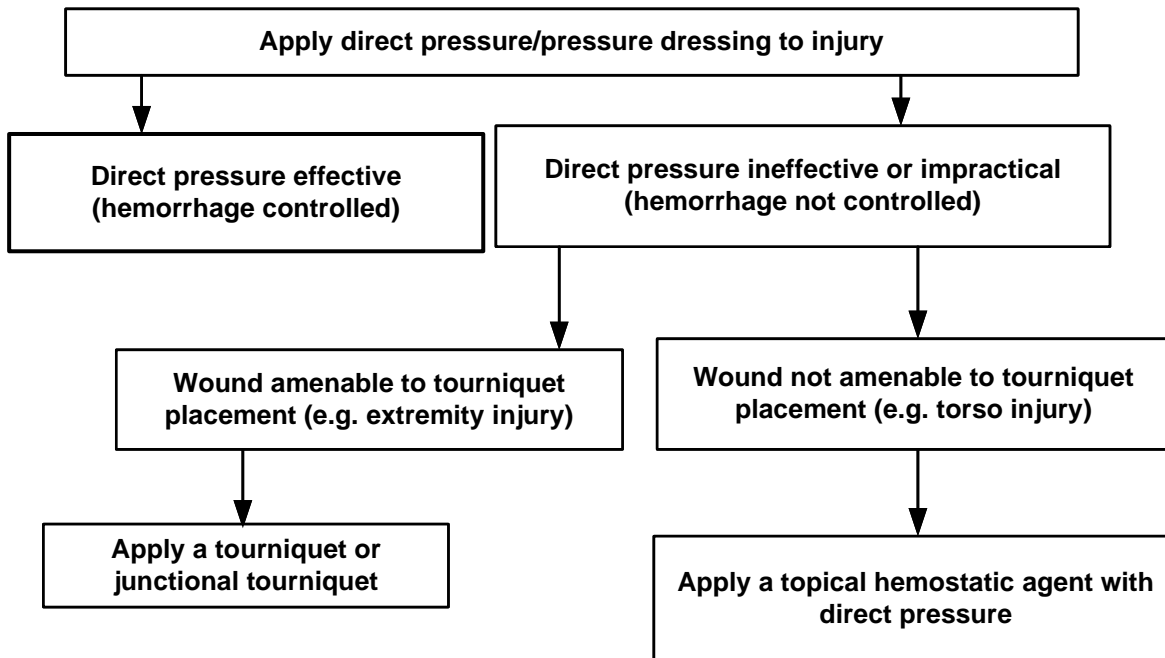 Apply direct pressure/pressure dressing to injury
Direct pressure effective
(hemorrhage controlled)
Direct pressure ineffective or impractical
(hemorrhage not controlled)
Wound amenable to tourniquet
placement (e.g. extremity injury)
Wound not amenable to tourniquet
placement (e.g. torso injury)
Apply a tourniquet or
junctional tourniquet
Apply a topical hemostatic agent with
direct pressure